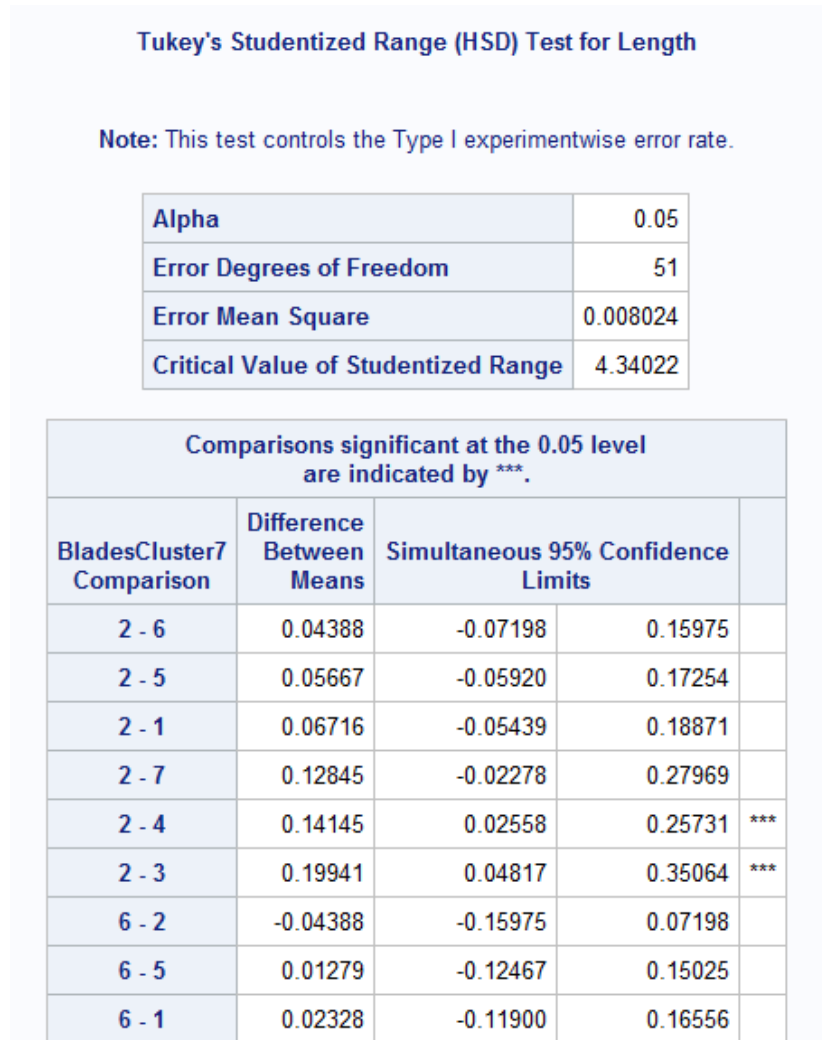 Tukey's Studentized Range (HSD) Test for Length
Note: This test controls the Type I experimentwise error rate.
Alpha 0.05
Error Degrees of Freedom 51
Error Mean Square 0.008024
Critical Value of Studentized Range 4.34022
Comparisons significant at the 0.05 level
are indicated by ***.
BladesCluster7
Comparison
Difference
Between
Means
Simultaneous 95% Confidence
Limits
2 - 6 0.04388 -0.07198 0.15975
2 - 5 0.05667 -0.05920 0.17254
2 - 1 0.06716 -0.05439 0.18871
2 - 7 0.12845 -0.02278 0.27969
2 - 4 0.14145 0.02558 0.25731 ***
2 - 3 0.19941 0.04817 0.35064 ***
6 - 2 -0.04388 -0.15975 0.07198
6 - 5 0.01279 -0.12467 0.15025
6 - 1 0.02328 -0.11900 0.16556